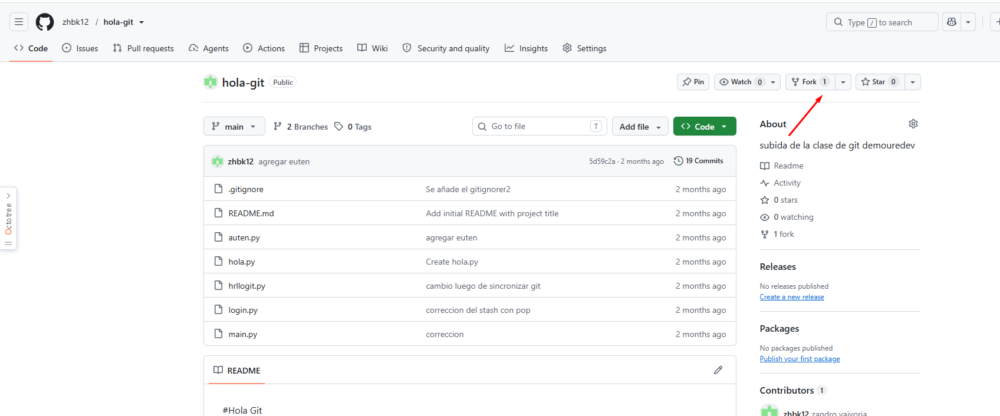 zhbk12 / hola-git
Type / to search
Code Issues Pull requests Agents Actions Projects Wiki Security and quality Insights Settings
hola-git Public
Pin Watch 0 Fork 1 Star 0
main 2 Branches 0 Tags Go to file T Add file Code
zhbk12 agregar euten 5d59c2a · 2 months ago 19 Commits
.gitignore Se añade el gitignorer2 2 months ago
README.md Add initial README with project title 2 months ago
auten.py agregar euten 2 months ago
hola.py Create hola.py 2 months ago
hrllogit.py cambio luego de sincronizar git 2 months ago
login.py correccion del stash con pop 2 months ago
main.py correccion 2 months ago
README
#Hola Git
About
subida de la clase de git demouredev
Readme
Activity
0 stars
0 watching
1 fork
Releases
No releases published
Create a new release
Packages
No packages published
Publish your first package
Contributors 1
zhbk12 zandro vaivoria
Octotree